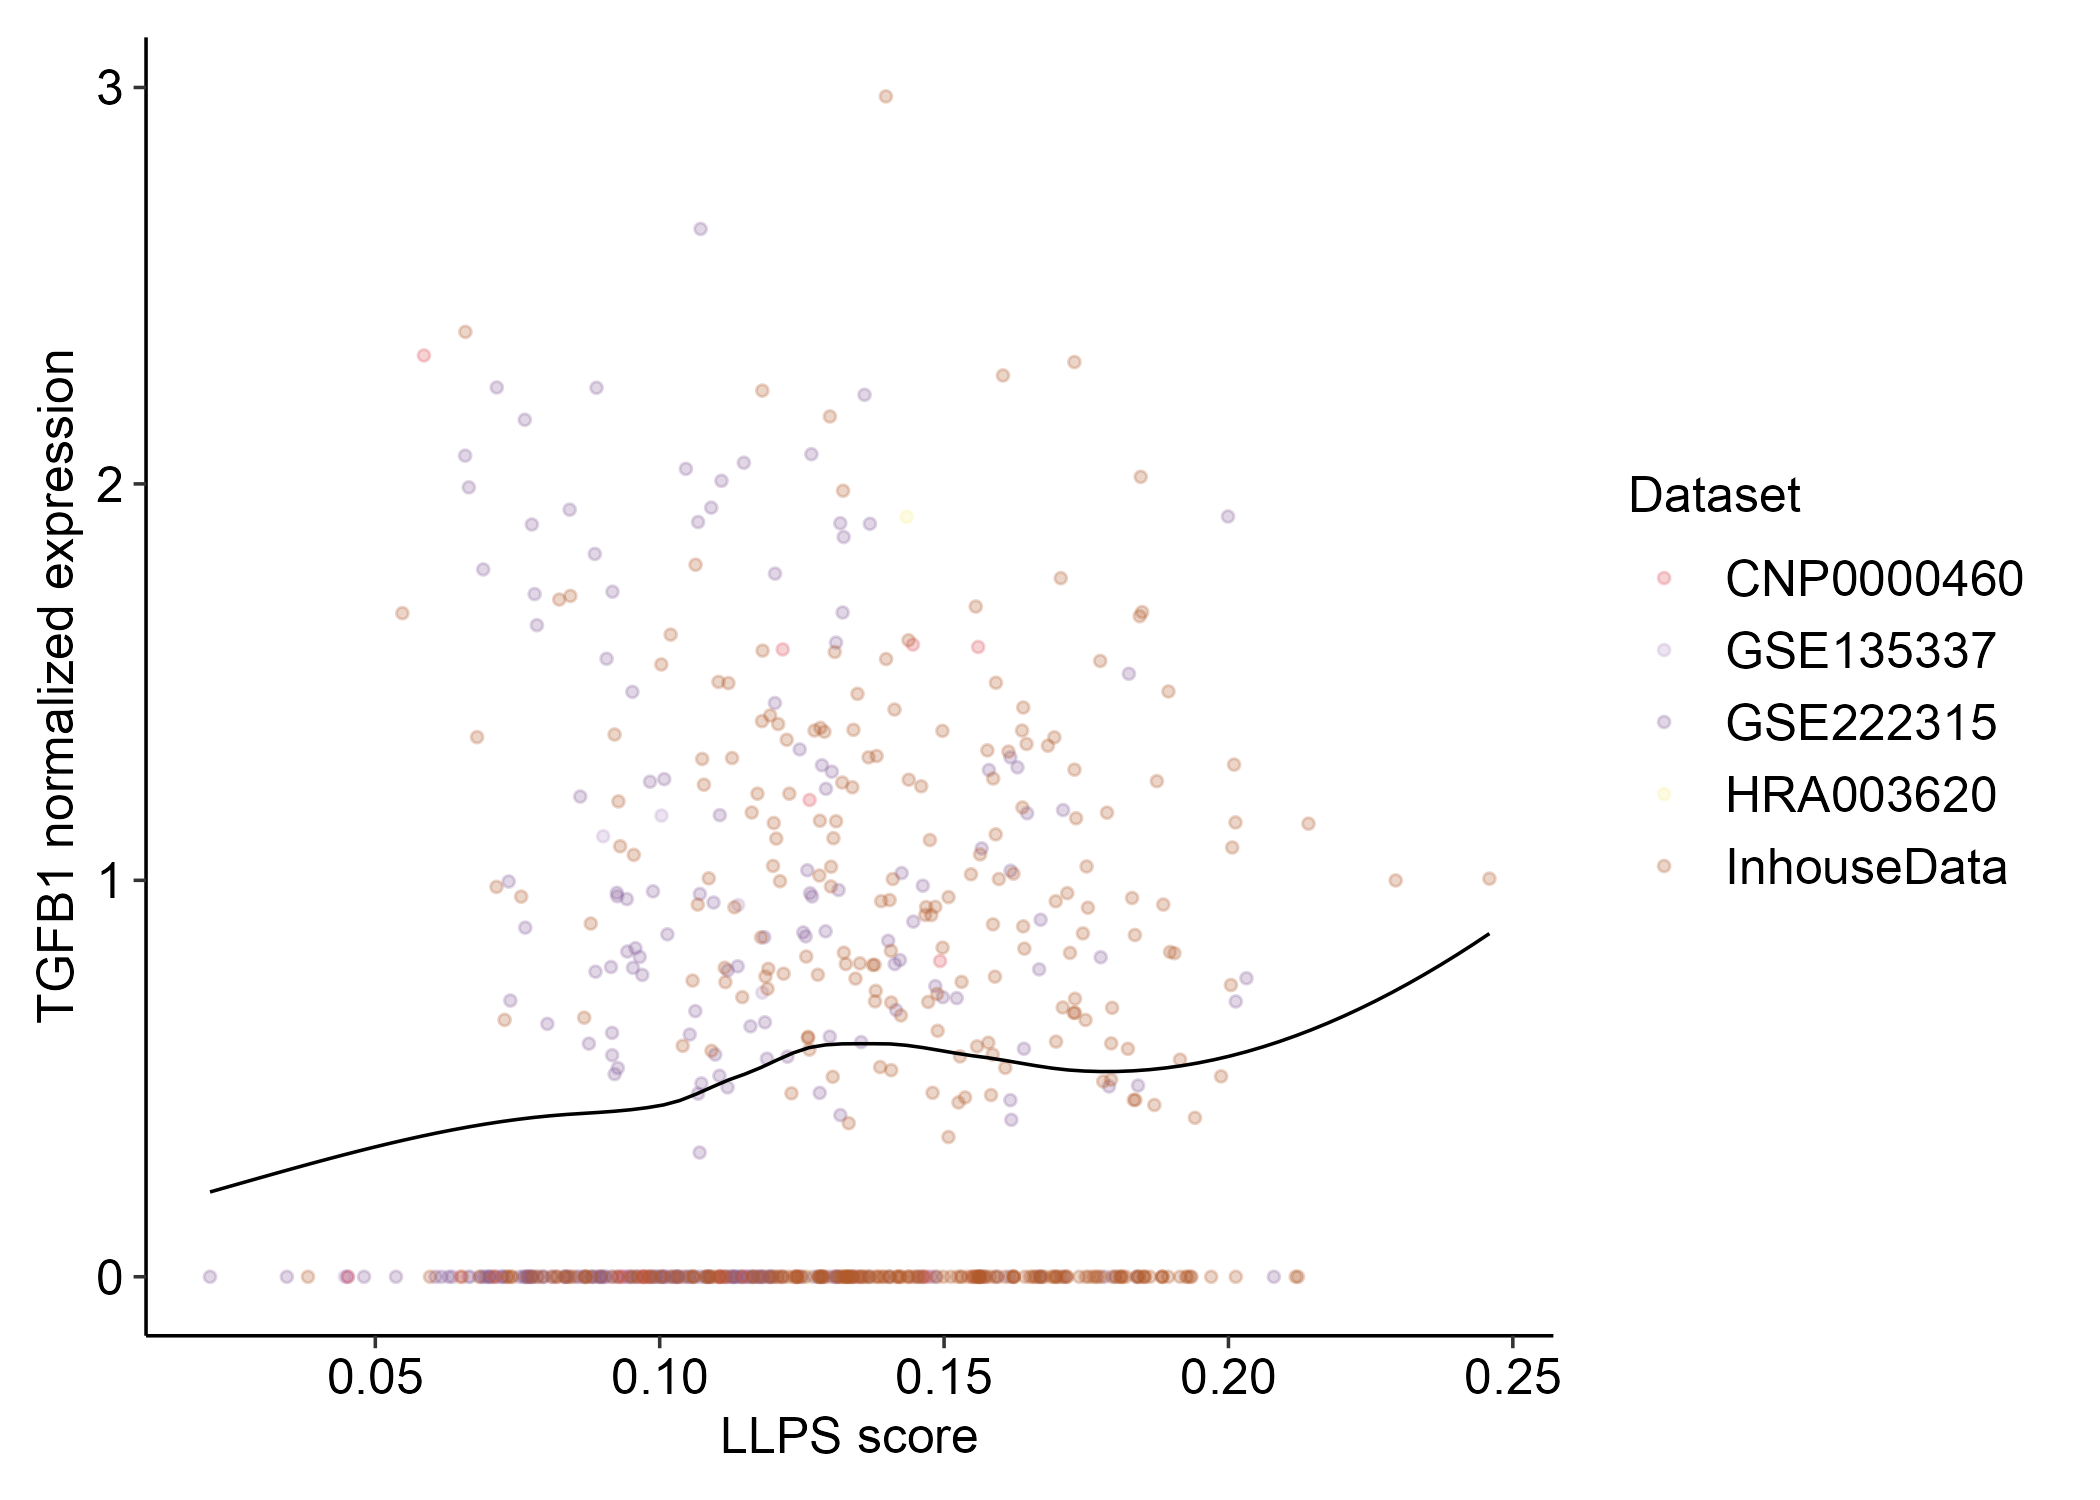 TGFB1 normalized expression
3
2
1
0
0.05
0.10
0.15
0.20
0.25
LLPS score
Dataset
CNP0000460
GSE135337
GSE222315
HRA003620
InhouseData